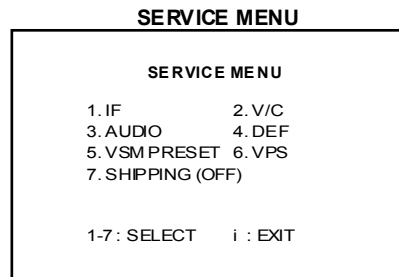 SERVICE MENU
SERVICE MENU
1. IF 2. V/C
3. AUDIO 4. DEF
5. VSM PRESET 6. VPS
7. SHIPPING (OFF)
1-7 : SELECT i : EXIT